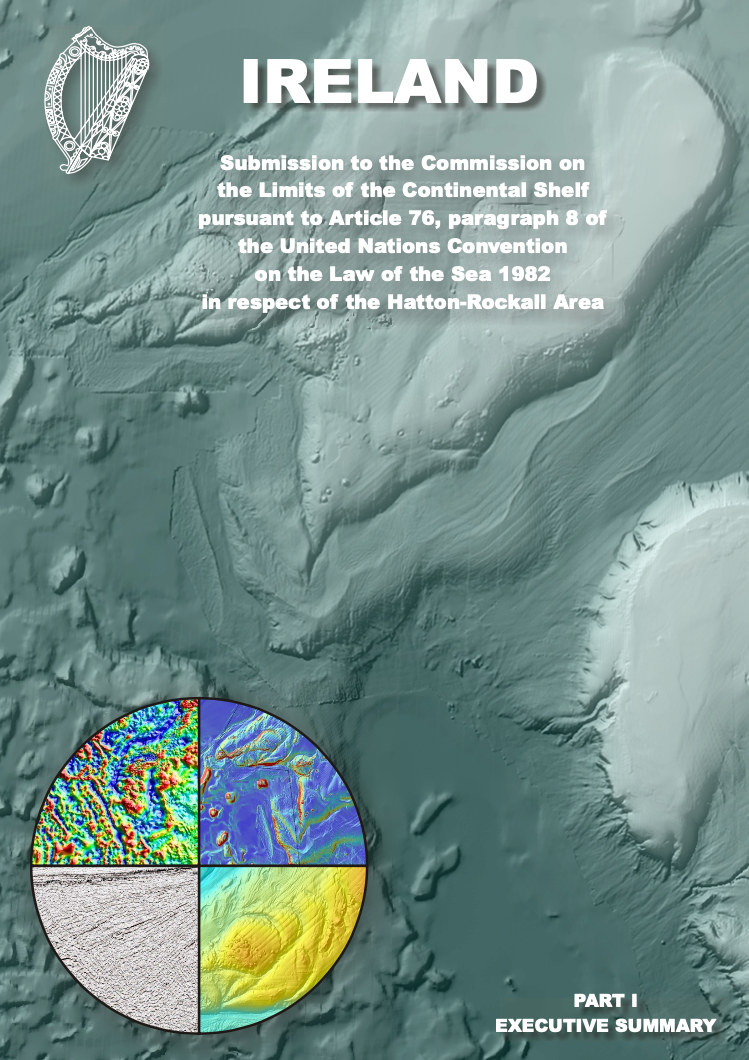 IRELAND
Submission to the Commission on
the Limits of the Continental Shelf
pursuant to Article 76, paragraph 8 of
the United Nations Convention
on the Law of the Sea 1982
in respect of the Hatton-Rockall Area
PART I
EXECUTIVE SUMMARY